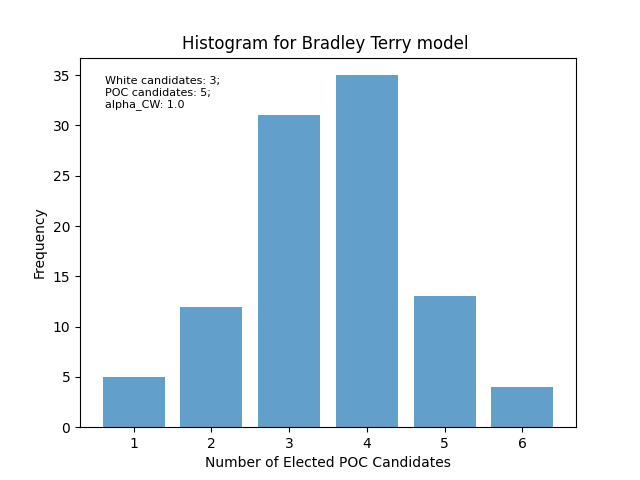 Histogram for Bradley Terry model
White candidates: 3;
POC candidates: 5;
alpha_CW: 1.0
35
30
25
20
15
10
5
0
Frequency
1 2 3 4 5 6
Number of Elected POC Candidates